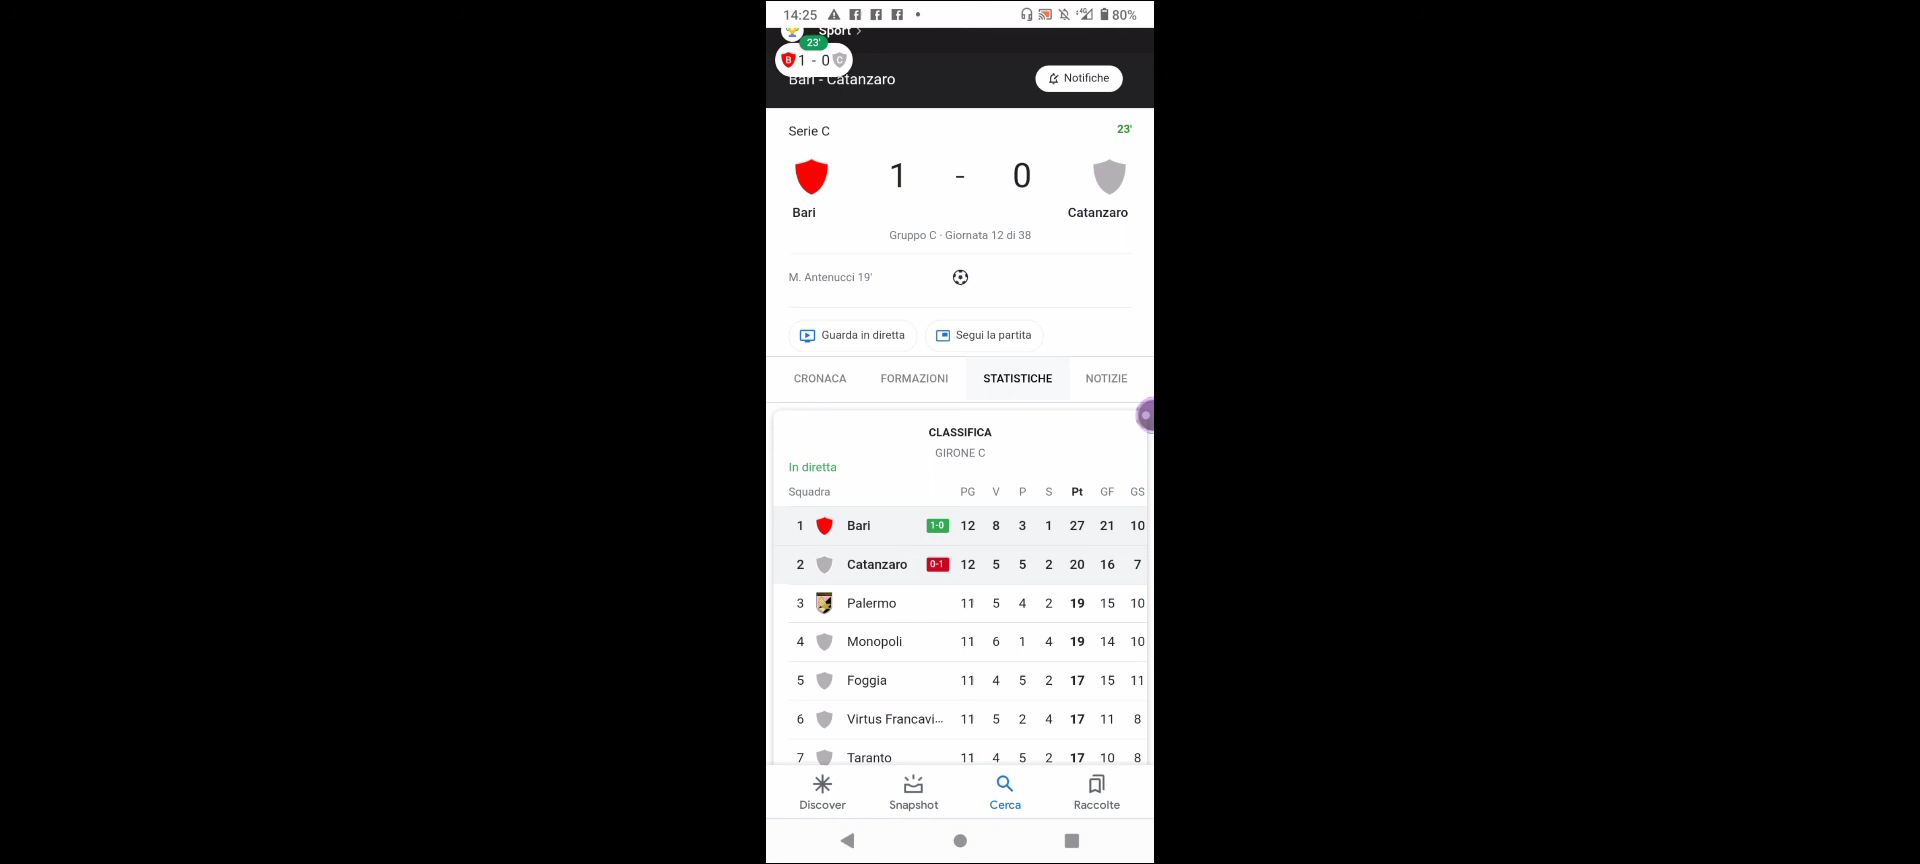 14:25 80%
Sport
23'
B 1 - 0 C
Bari - Catanzaro Notifiche
Serie C 23'
1 - 0
Bari Catanzaro
Gruppo C · Giornata 12 di 38
M. Antenucci 19'
Guarda in diretta Segui la partita
CRONACA FORMAZIONI STATISTICHE NOTIZIE
CLASSIFICA
GIRONE C
In diretta
Squadra PG V P S Pt GF GS
1 Bari 1-0 12 8 3 1 27 21 10
2 Catanzaro 0-1 12 5 5 2 20 16 7
3 Palermo 11 5 4 2 19 15 10
4 Monopoli 11 6 1 4 19 14 10
5 Foggia 11 4 5 2 17 15 11
6 Virtus Francavi... 11 5 2 4 17 11 8
7 Taranto 11 4 5 2 17 10 8
Discover Snapshot Cerca Raccolte